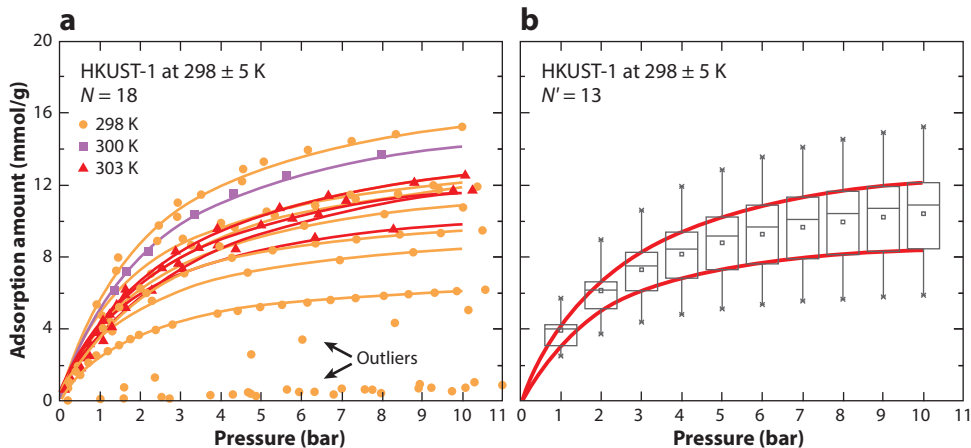 a
b
20
16
12
8
4
0
Adsorption amount (mmol/g)
HKUST-1 at 298 ± 5 K
N = 18
298 K
300 K
303 K
Outliers
0 1 2 3 4 5 6 7 8 9 10 11
Pressure (bar)
HKUST-1 at 298 ± 5 K
N′ = 13
0 1 2 3 4 5 6 7 8 9 10 11
Pressure (bar)